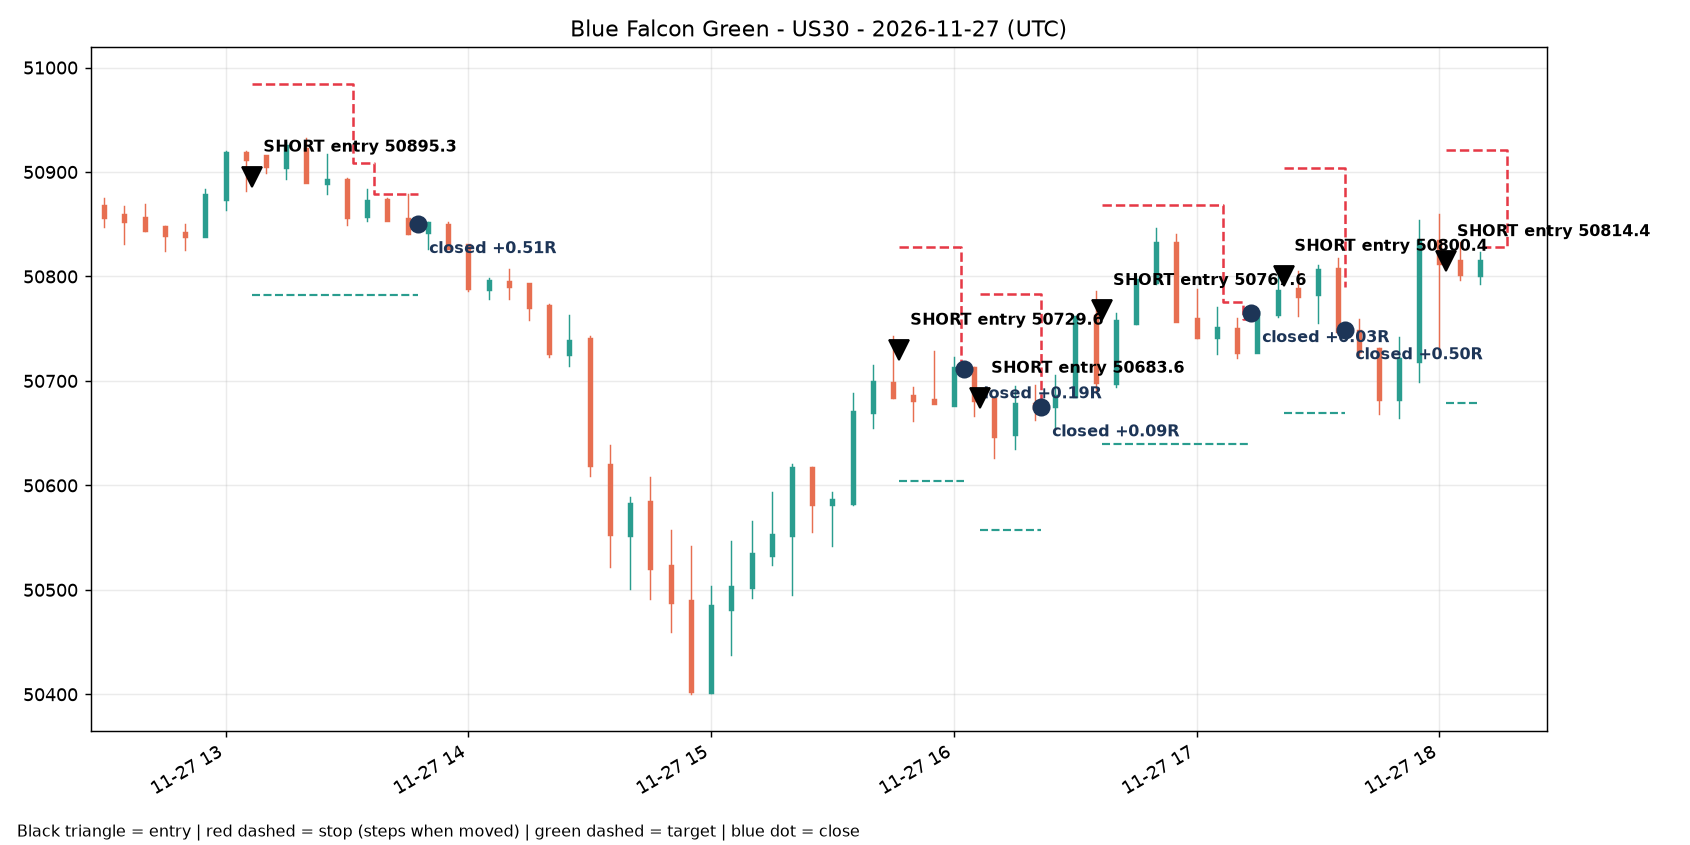 Blue Falcon Green - US30 - 2026-11-27 (UTC)
51000
50900
50800
50700
50600
50500
50400
SHORT entry 50895.3
closed +0.51R
SHORT entry 50729.6
closed +0.19R
SHORT entry 50683.6
closed +0.09R
SHORT entry 50767.6
closed +0.03R
SHORT entry 50800.4
closed +0.50R
SHORT entry 50814.4
11-27 13
11-27 14
11-27 15
11-27 16
11-27 17
11-27 18
Black triangle = entry | red dashed = stop (steps when moved) | green dashed = target | blue dot = close